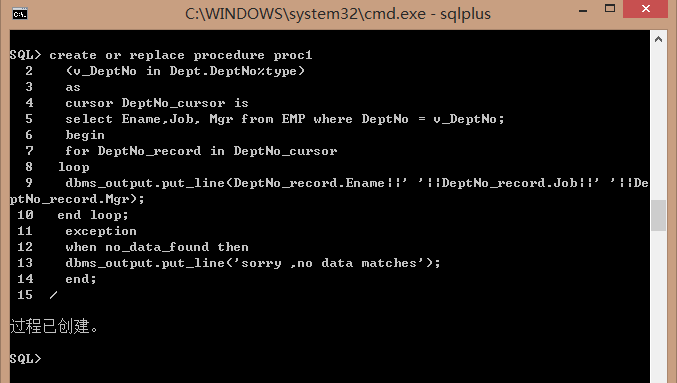 C:\WINDOWS\system32\cmd.exe - sqlplus
SQL> create or replace procedure proc1
2 (v_DeptNo in Dept.DeptNo%type)
3 as
4 cursor DeptNo_cursor is
5 select Ename,Job, Mgr from EMP where DeptNo = v_DeptNo;
6 begin
7 for DeptNo_record in DeptNo_cursor
8 loop
9 dbms_output.put_line(DeptNo_record.Ename||' '||DeptNo_record.Job||' '||De
ptNo_record.Mgr);
10 end loop;
11 exception
12 when no_data_found then
13 dbms_output.put_line('sorry ,no data matches');
14 end;
15 /
过程已创建。
SQL>